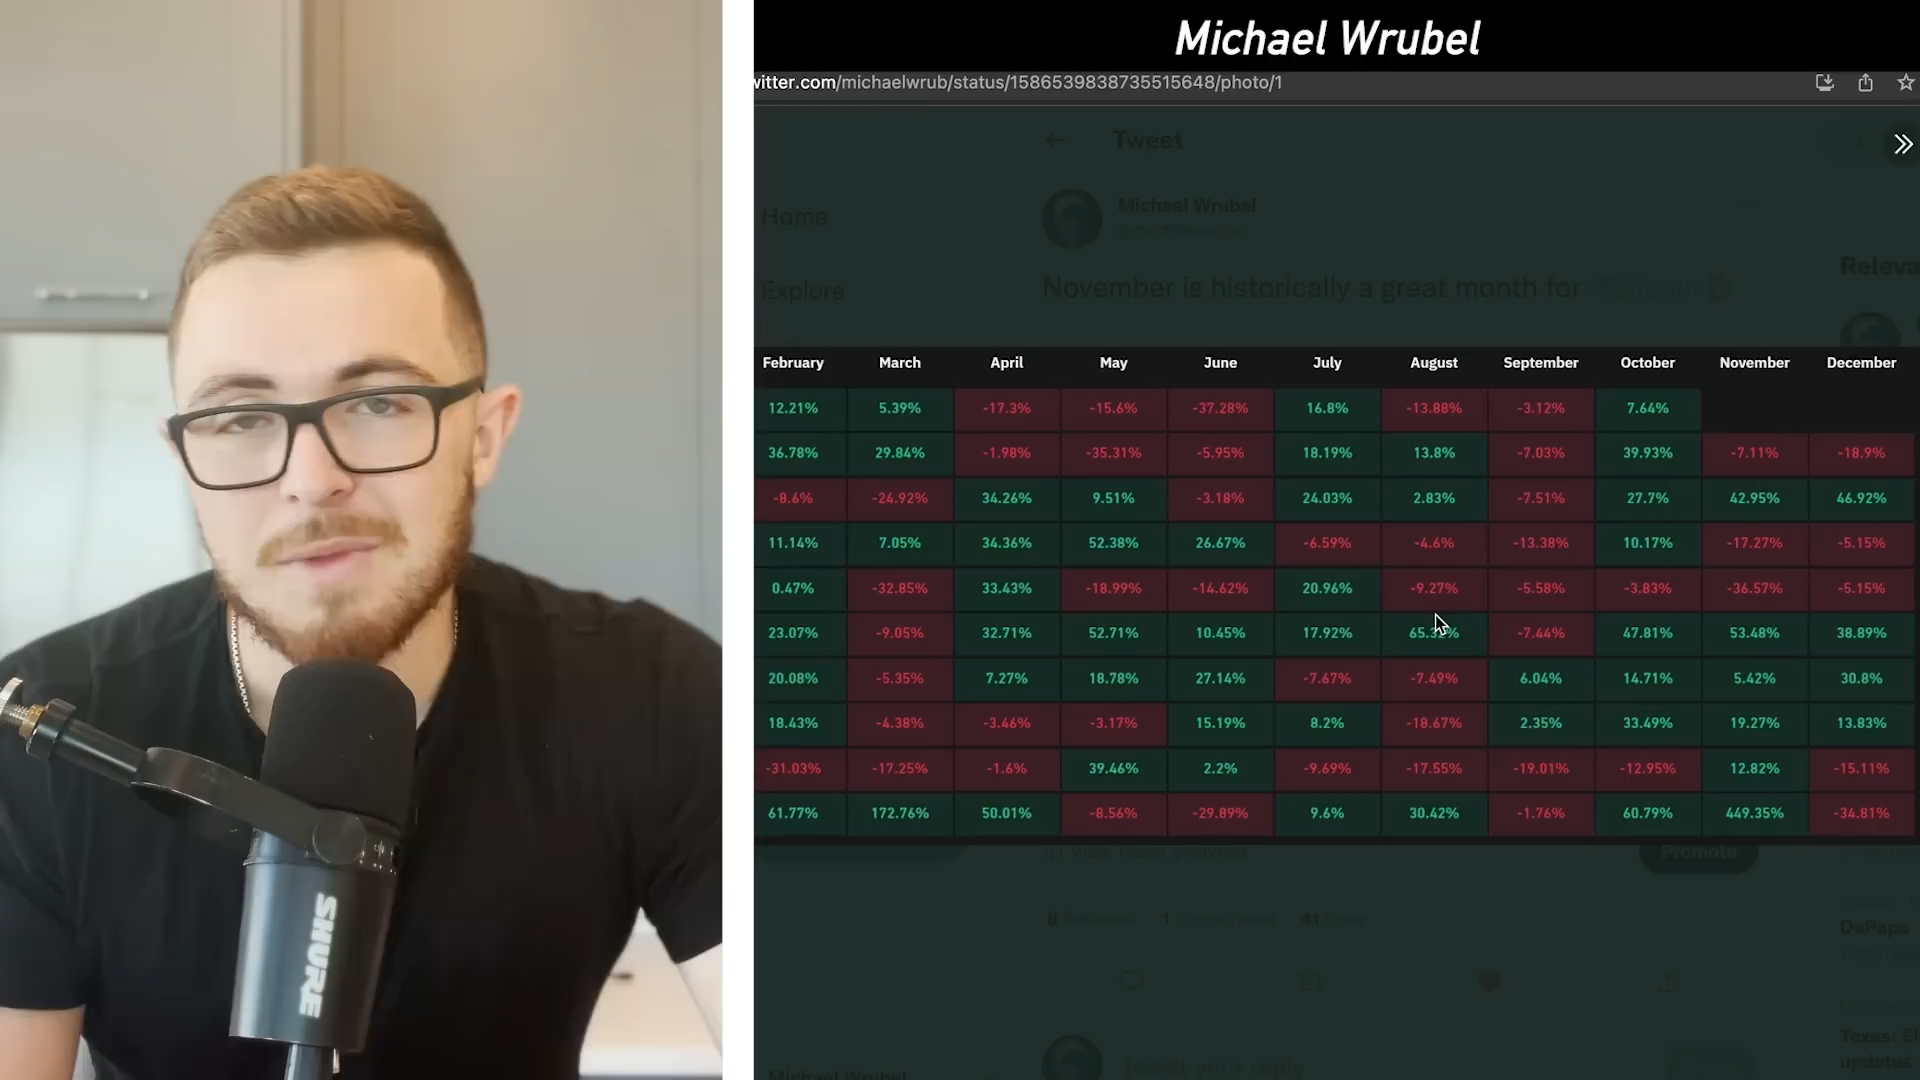 Michael Wrubel
witter.com/michaelwrub/status/1586539838735515648/photo/1
Tweet
Home
Michael Wrubel
Explore
November is historically a great month for #Bitcoin
Releva
February March April May June July August September October November December
12.21% 5.39% -17.3% -15.6% -37.28% 16.8% -13.88% -3.12% 7.64%
36.78% 29.84% -1.98% -35.31% -5.95% 18.19% 13.8% -7.03% 39.93% -7.11% -18.9%
-8.6% -24.92% 34.26% 9.51% -3.18% 24.03% 2.83% -7.51% 27.7% 42.95% 46.92%
11.14% 7.05% 34.36% 52.38% 26.67% -6.59% -4.6% -13.38% 10.17% -17.27% -5.15%
0.47% -32.85% 33.43% -18.99% -14.62% 20.96% -9.27% -5.58% -3.83% -36.57% -5.15%
23.07% -9.05% 32.71% 52.71% 10.45% 17.92% -7.44% 47.81% 53.48% 38.89%
20.08% -5.35% 7.27% 18.78% 27.14% -7.67% -7.49% 6.04% 14.71% 5.42% 30.8%
18.43% -4.38% -3.46% -3.17% 15.19% 8.2% -18.67% 2.35% 33.49% 19.27% 13.83%
-31.03% -17.25% -1.6% 39.46% 2.2% -9.69% -17.55% -19.01% -12.95% 12.82% -15.11%
61.77% 172.76% 50.01% -8.56% -29.89% 9.6% 30.42% -1.76% 60.79% 449.35% -34.81%
Promote
DePapa
Texas: El
updates
Tweet your reply
Michael Wrubel
SHURE